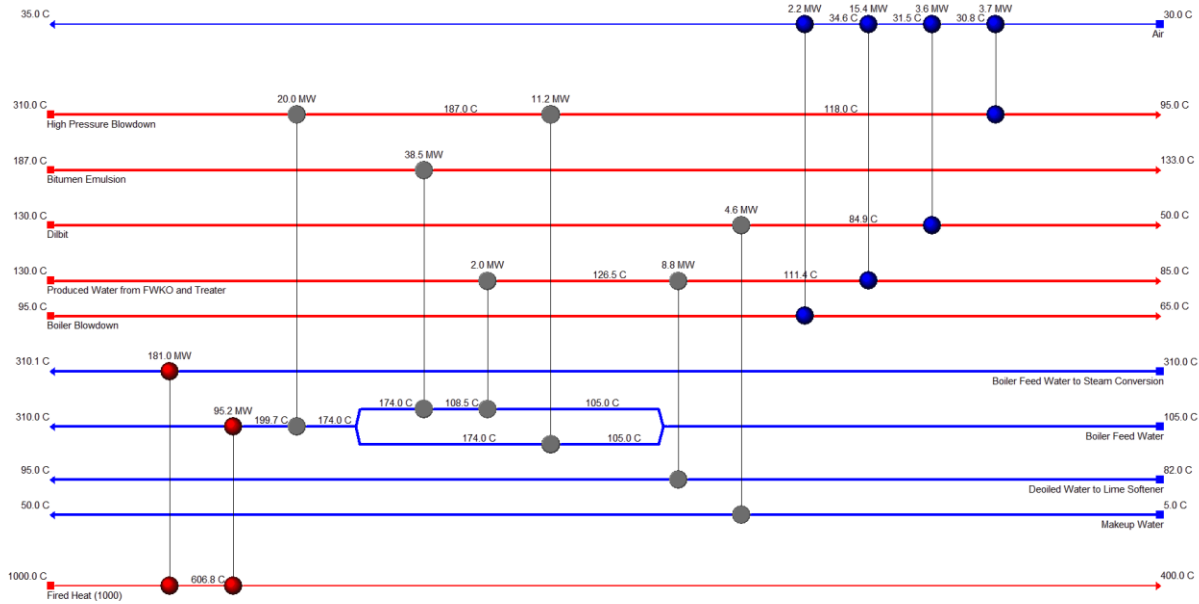 2.2 MW 15.4 MW 3.6 MW 3.7 MW
35.0 C 34.6 C 31.5 C 30.8 C 30.0 C
Air
20.0 MW 11.2 MW
310.0 C 187.0 C 118.0 C 95.0 C
High Pressure Blowdown
38.5 MW
187.0 C 133.0 C
Bitumen Emulsion
4.6 MW
130.0 C 84.9 C 50.0 C
Dilbit
2.0 MW 8.8 MW
130.0 C 126.5 C 111.4 C 85.0 C
Produced Water from FWKO and Treater
95.0 C 65.0 C
Boiler Blowdown
181.0 MW
310.1 C 310.0 C
Boiler Feed Water to Steam Conversion
95.2 MW
174.0 C 108.5 C 105.0 C
310.0 C 199.7 C 174.0 C 105.0 C
Boiler Feed Water
174.0 C 105.0 C
95.0 C 82.0 C
Deoiled Water to Lime Softener
50.0 C 5.0 C
Makeup Water
1000.0 C 606.8 C 400.0 C
Fired Heat (1000)